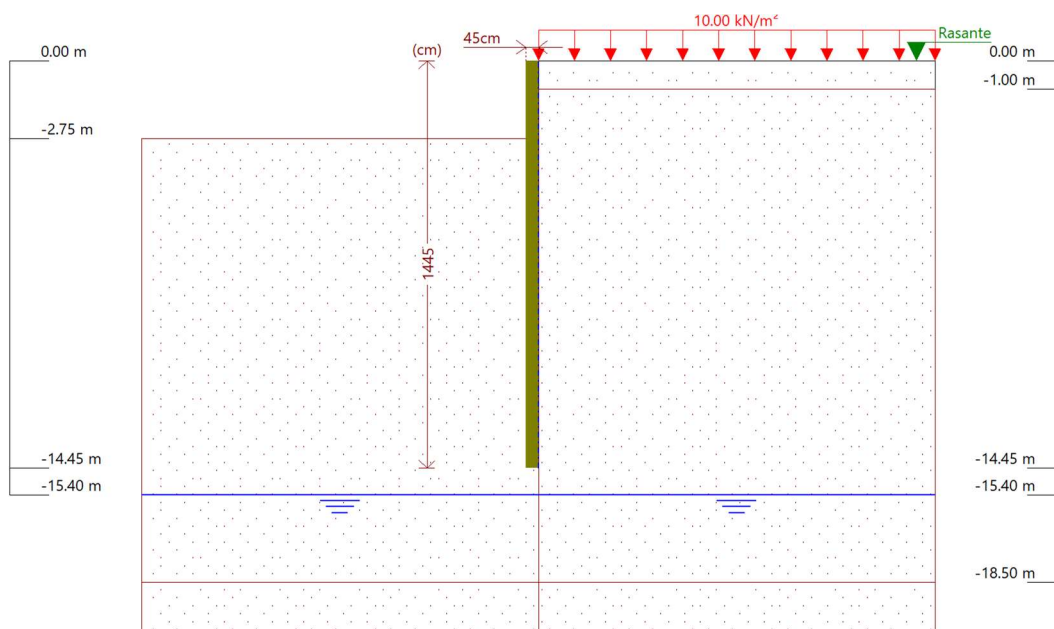 10.00 kN/m²
Rasante
45cm
(cm)
0.00 m
0.00 m
-1.00 m
-2.75 m
1445
-14.45 m
-14.45 m
-15.40 m
-15.40 m
-18.50 m